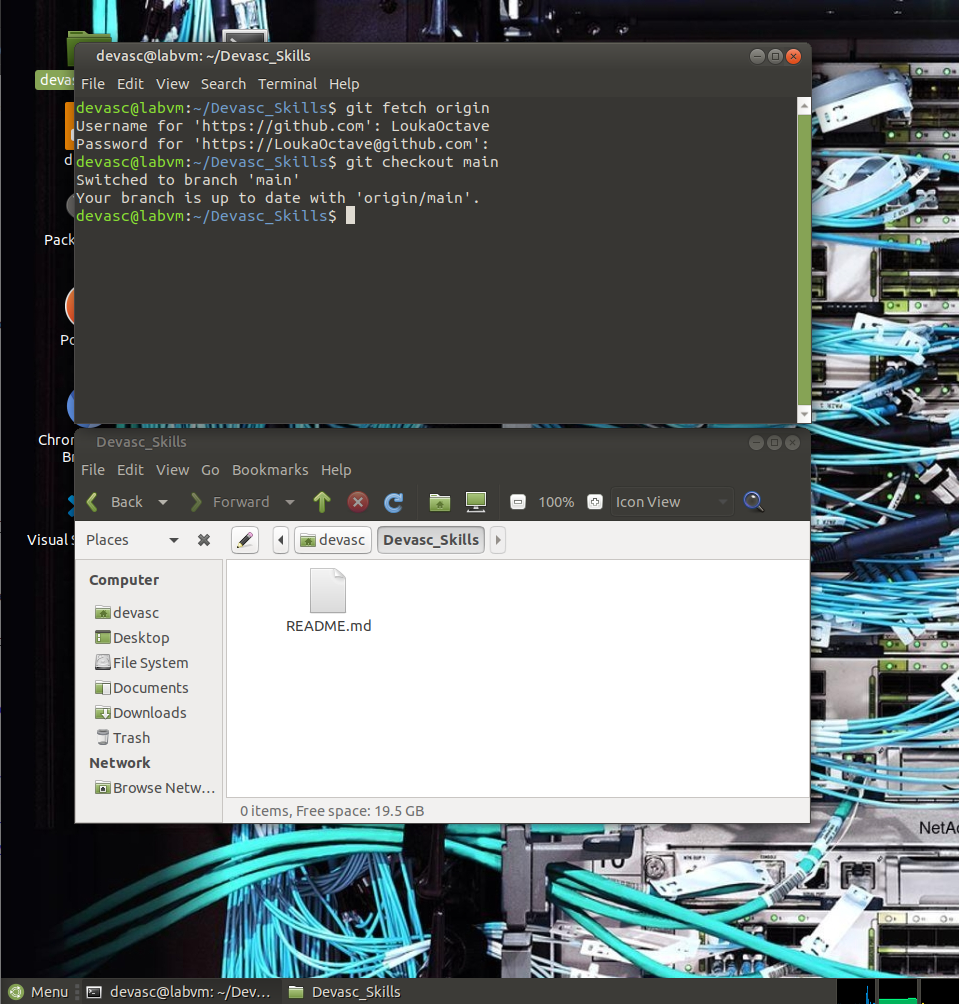 devasc@labvm: ~/Devasc_Skills
File Edit View Search Terminal Help
devasc@labvm:~/Devasc_Skills$ git fetch origin
Username for 'https://github.com': LoukaOctave
Password for 'https://LoukaOctave@github.com':
devasc@labvm:~/Devasc_Skills$ git checkout main
Switched to branch 'main'
Your branch is up to date with 'origin/main'.
devasc@labvm:~/Devasc_Skills$
Devasc_Skills
File Edit View Go Bookmarks Help
Back Forward 100% Icon View
Places devasc Devasc_Skills
README.md
Computer
devasc
Desktop
File System
Documents
Downloads
Trash
Network
Browse Netw...
0 items, Free space: 19.5 GB
devas
d
Pack
Po
Chron
Br
Visual S
NetAc
CONSOLE
Menu devasc@labvm: ~/Dev... Devasc_Skills